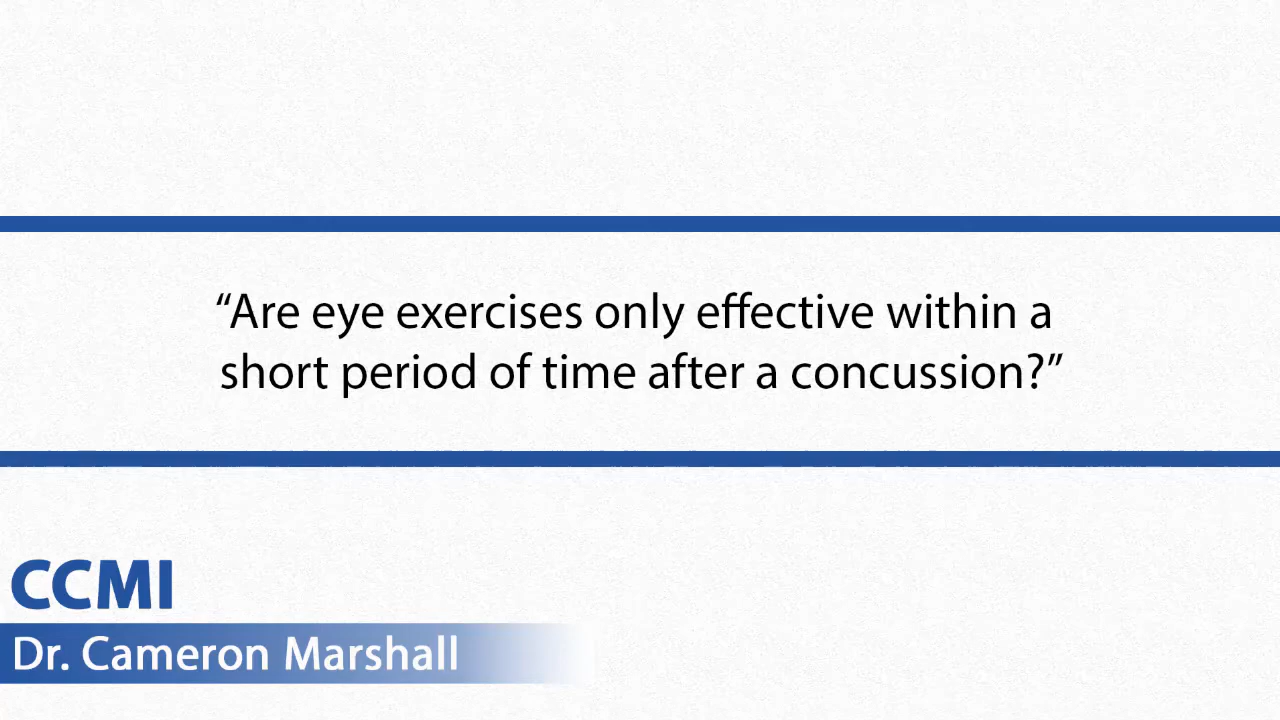 “Are eye exercises only effective within a
short period of time after a concussion?”
CCMI
Dr. Cameron Marshall